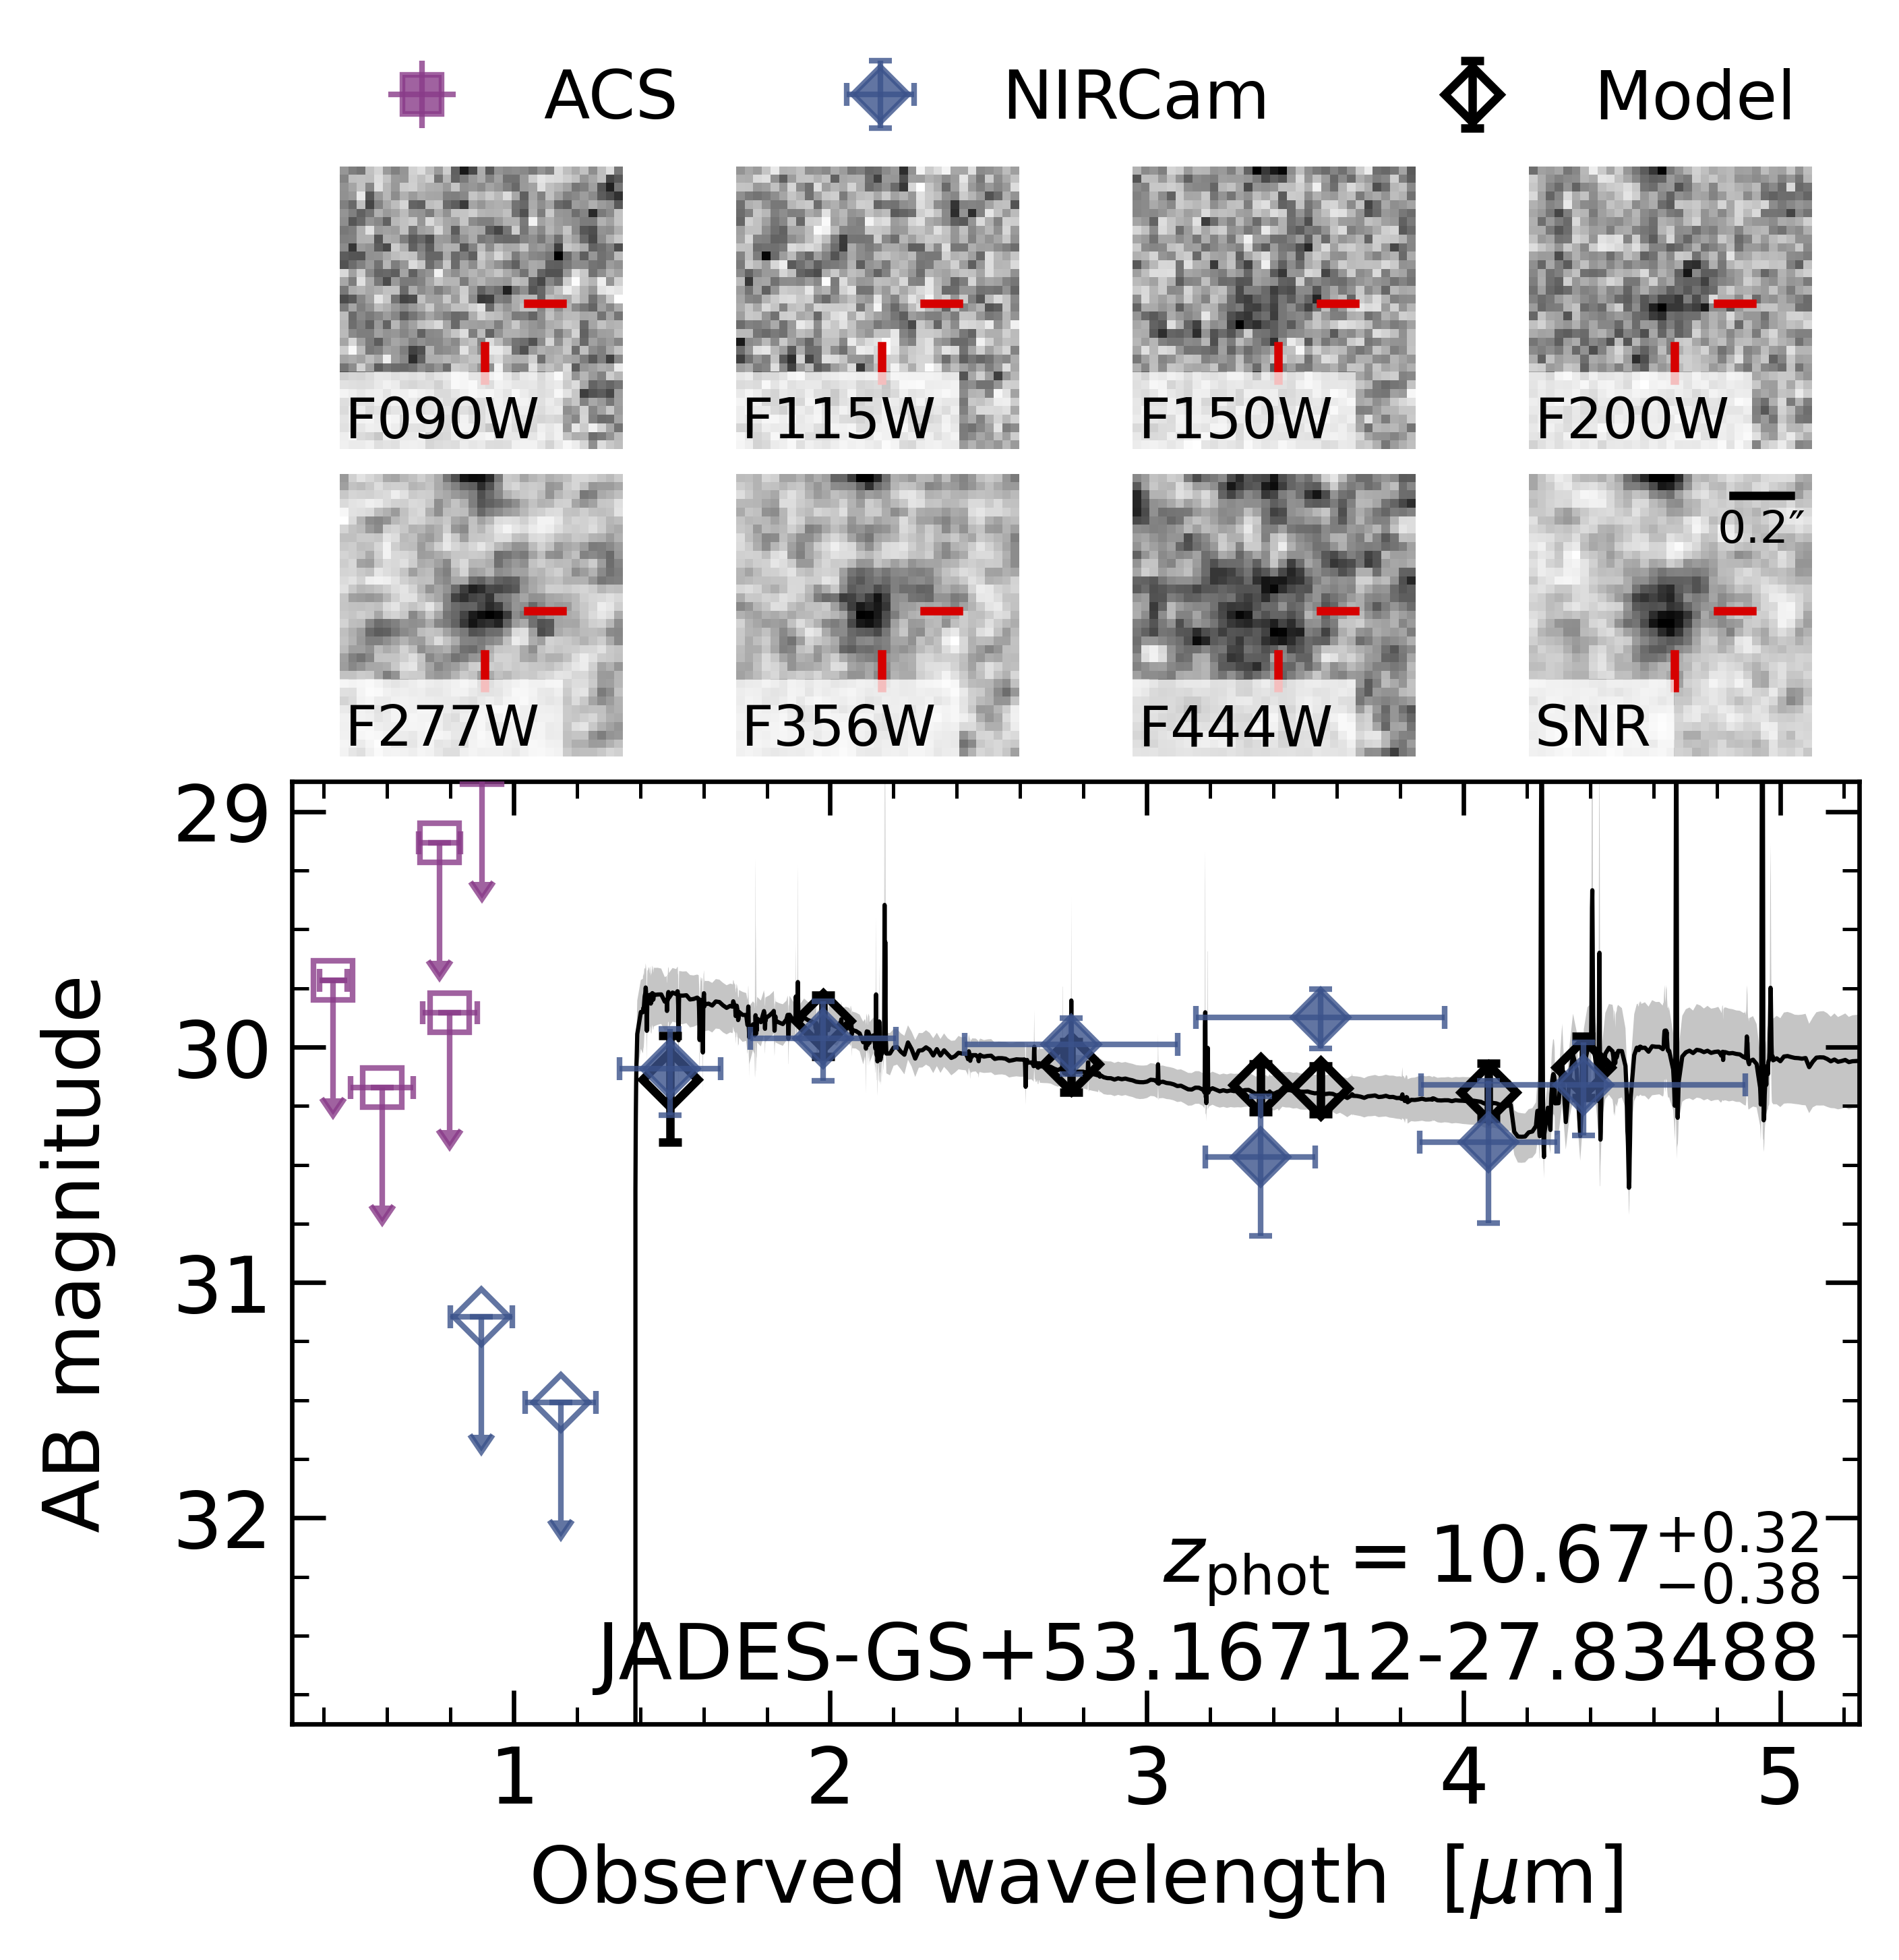 ACS NIRCam Model
F090W F115W F150W F200W
0.2″
F277W F356W F444W SNR
29
30
31
32
AB magnitude
z_phot = 10.67 +0.32 −0.38
JADES-GS+53.16712-27.83488
1 2 3 4 5
Observed wavelength [μm]